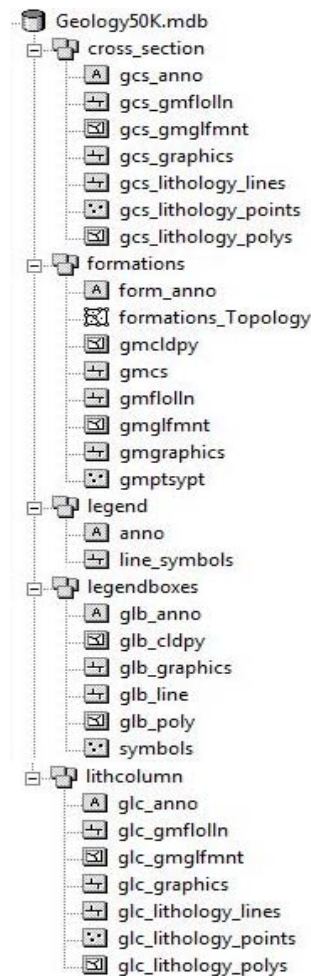 Geology50K.mdb
cross_section
gcs_anno
gcs_gmflolln
gcs_gmglfmnt
gcs_graphics
gcs_lithology_lines
gcs_lithology_points
gcs_lithology_polys
formations
form_anno
formations_Topology
gmcldpy
gmcs
gmflolln
gmglfmnt
gmgraphics
gmptsypt
legend
anno
line_symbols
legendboxes
glb_anno
glb_cldpy
glb_graphics
glb_line
glb_poly
symbols
lithcolumn
glc_anno
glc_gmflolln
glc_gmglfmnt
glc_graphics
glc_lithology_lines
glc_lithology_points
glc_lithology_polys